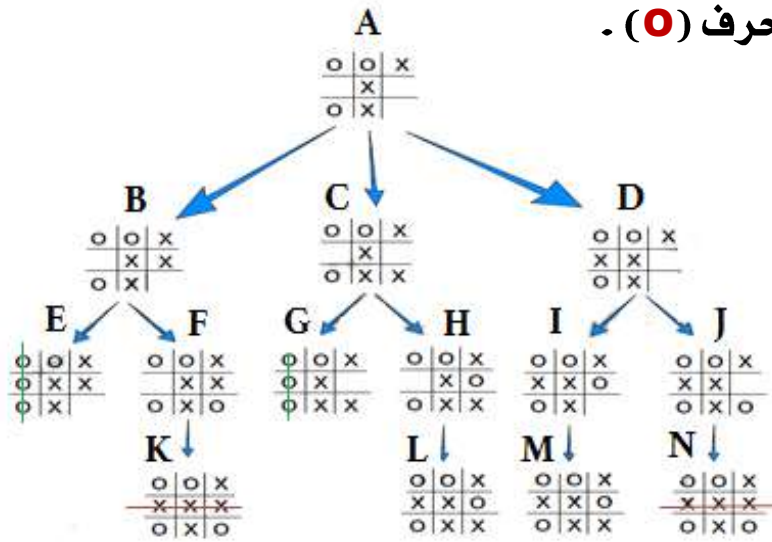 حرف (O) .
A
O O X
X
O X
B
O O X
X X
O X
C
O O X
X
O X X
D
O O X
X X
O X
E
O O X
O X X
O X
F
O O X
X X
O X O
G
O O X
O X
O X X
H
O O X
X O
O X X
I
O O X
X X O
O X
J
O O X
X X
O X O
K
O O X
X X X
O X O
L
O O X
X X O
O X X
M
O O X
X X O
O X X
N
O O X
X X X
O X O